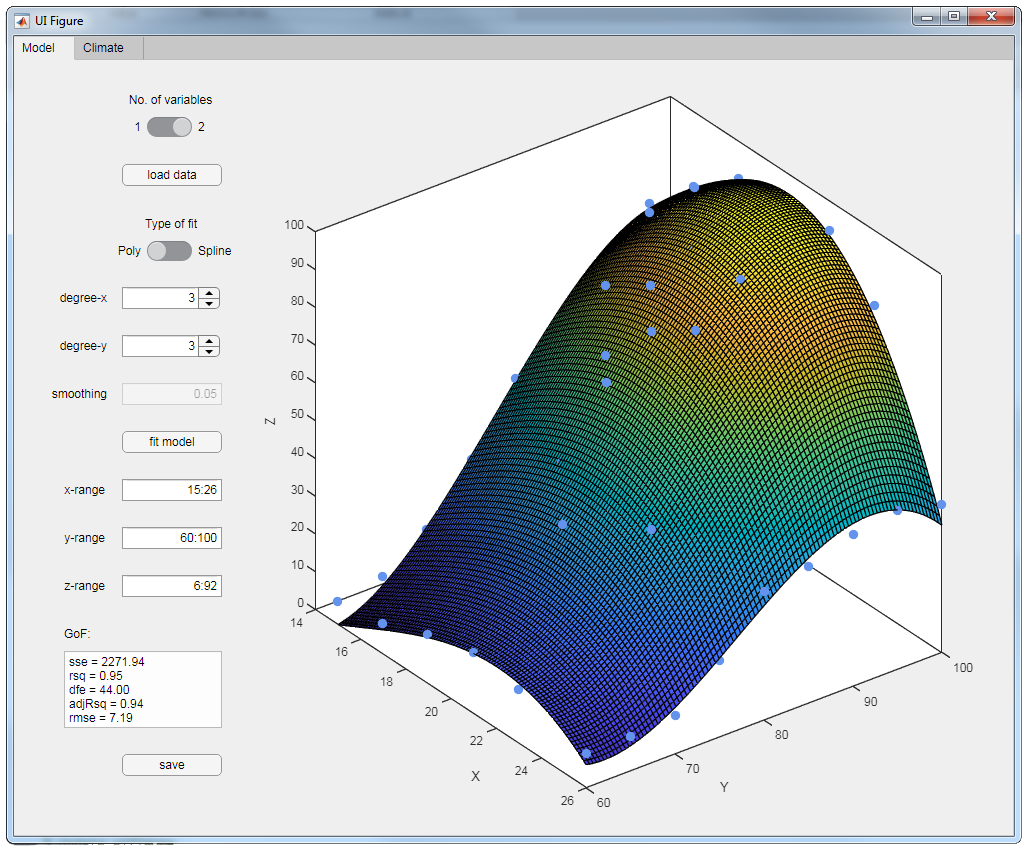 UI Figure
Model Climate
No. of variables
1 2
load data
Type of fit
Poly Spline
degree-x 3
degree-y 3
smoothing 0.05
fit model
x-range 15:26
y-range 60:100
z-range 6:92
GoF:
sse = 2271.94
rsq = 0.95
dfe = 44.00
adjRsq = 0.94
rmse = 7.19
save
100
90
80
70
60
50
40
30
20
10
0
Z
14
16
18
20
22
24
26
X
60
70
80
90
100
Y